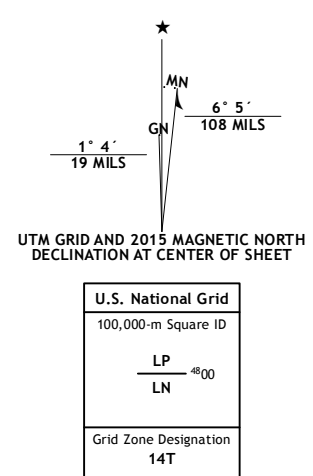 ★
MN
GN
6° 5´
108 MILS
1° 4´
19 MILS
UTM GRID AND 2015 MAGNETIC NORTH
DECLINATION AT CENTER OF SHEET
U.S. National Grid
100,000-m Square ID
LP
LN
4800
Grid Zone Designation
14T